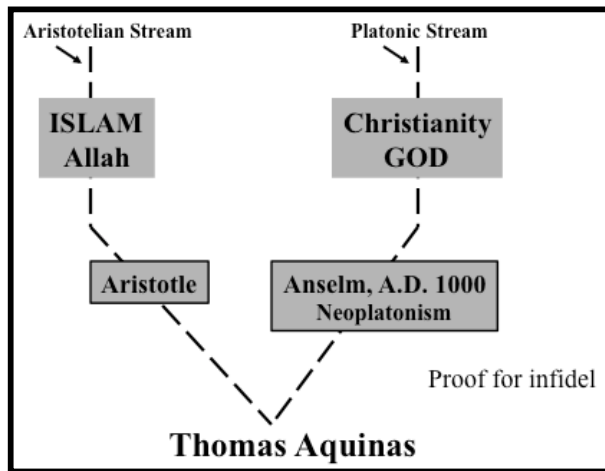 Aristotelian Stream
Platonic Stream
ISLAM
Allah
Christianity
GOD
Aristotle
Anselm, A.D. 1000
Neoplatonism
Proof for infidel
Thomas Aquinas